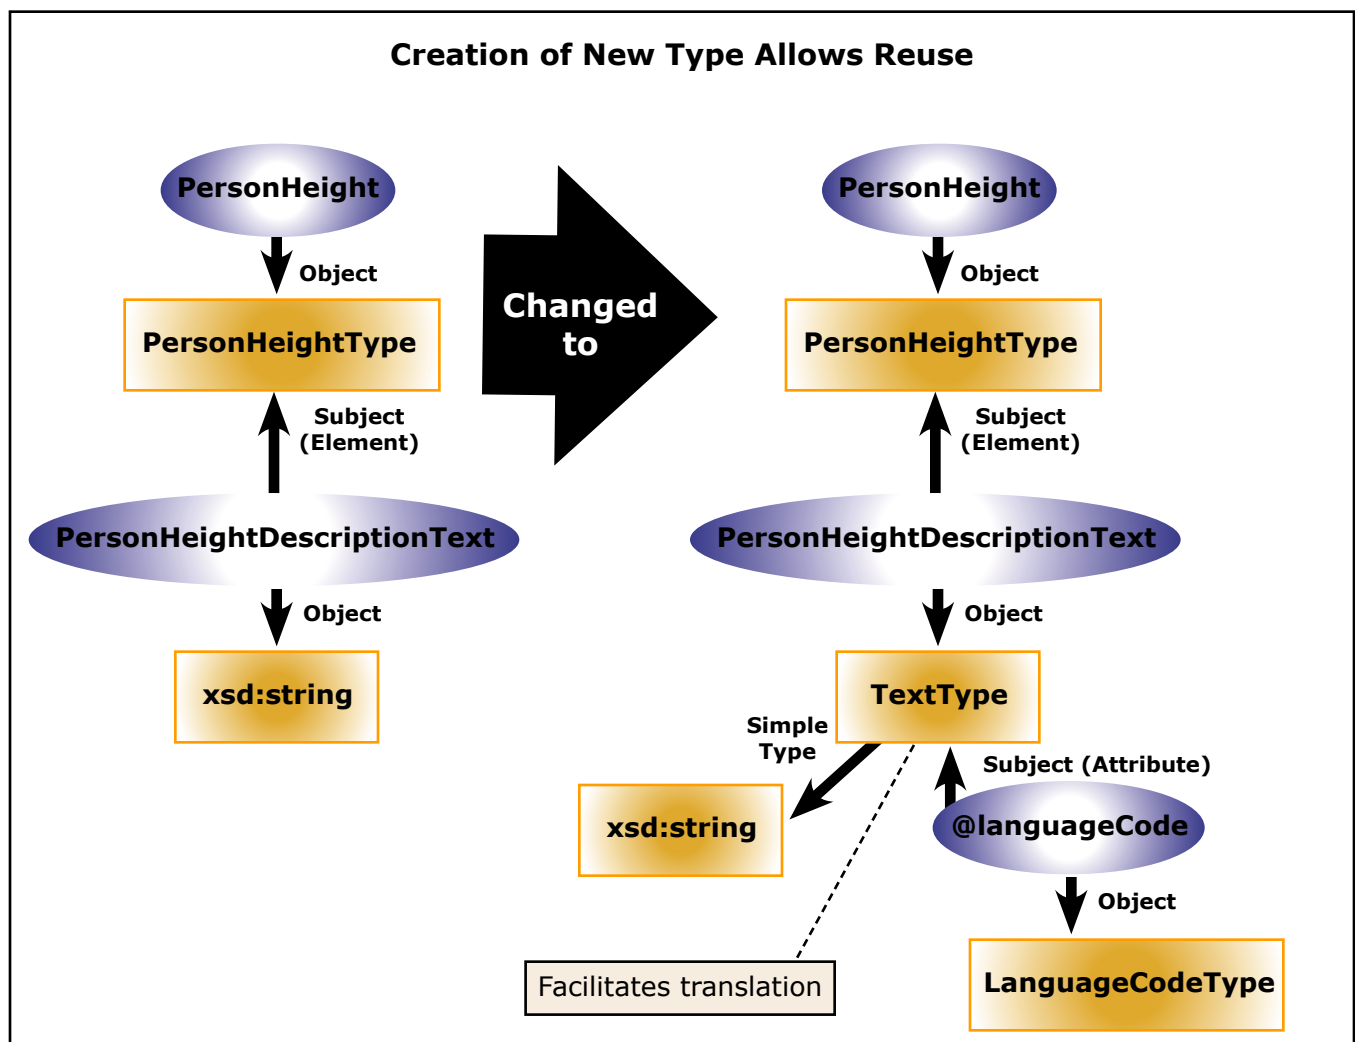 Creation of New Type Allows Reuse
PersonHeight
Object
PersonHeightType
Subject
(Element)
PersonHeightDescriptionText
Object
xsd:string
Changed
to
PersonHeight
Object
PersonHeightType
Subject
(Element)
PersonHeightDescriptionText
Object
TextType
Simple
Type
xsd:string
Subject (Attribute)
@languageCode
Object
LanguageCodeType
Facilitates translation